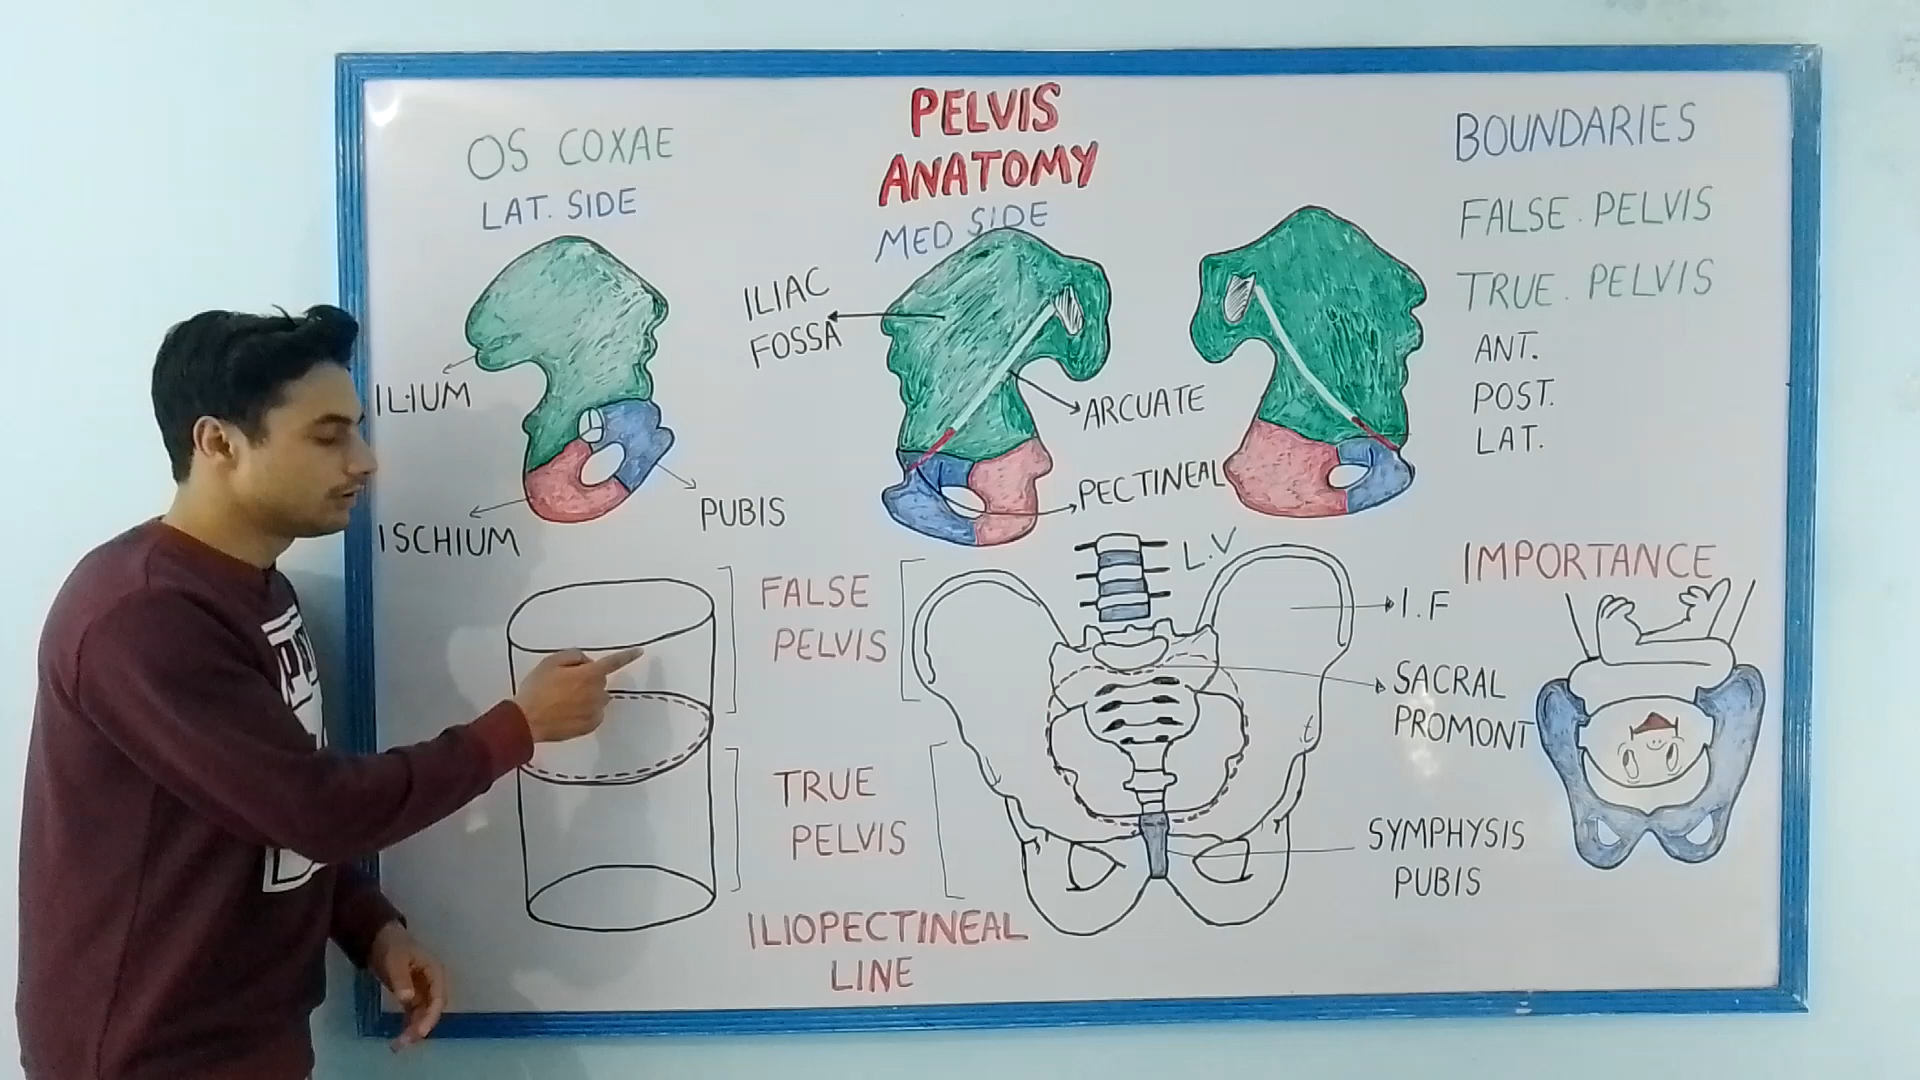 PELVIS
ANATOMY
OS COXAE
LAT. SIDE
MED SIDE
ILIAC
FOSSA
ILIUM
ISCHIUM
PUBIS
ARCUATE
PECTINEAL
BOUNDARIES
FALSE. PELVIS
TRUE. PELVIS
ANT.
POST.
LAT.
FALSE
PELVIS
TRUE
PELVIS
ILIOPECTINEAL
LINE
L.V
I.F
SACRAL
PROMONT
SYMPHYSIS
PUBIS
IMPORTANCE